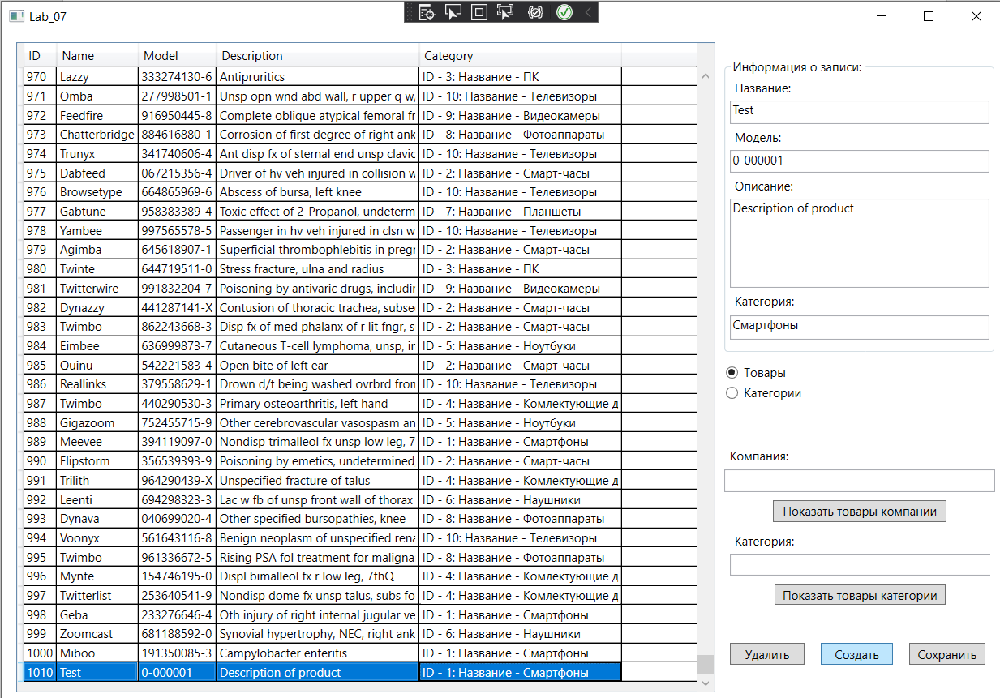 Lab_07
ID Name Model Description Category
970 Lazzy 333274130-6 Antipruritics ID - 3: Название - ПК
971 Omba 277998501-1 Unsp opn wnd abd wall, r upper q w, ID - 10: Название - Телевизоры
972 Feedfire 916950445-8 Complete oblique atypical femoral fr ID - 9: Название - Видеокамеры
973 Chatterbridge 884616880-1 Corrosion of first degree of right ank ID - 8: Название - Фотоаппараты
974 Trunyx 341740606-4 Ant disp fx of sternal end unsp clavic ID - 10: Название - Телевизоры
975 Dabfeed 067215356-4 Driver of hv veh injured in collision w ID - 2: Название - Смарт-часы
976 Browsetype 664865969-6 Abscess of bursa, left knee ID - 10: Название - Телевизоры
977 Gabtune 958383389-4 Toxic effect of 2-Propanol, undeterm ID - 7: Название - Планшеты
978 Yambee 997565578-5 Passenger in hv veh injured in clsn w ID - 10: Название - Телевизоры
979 Agimba 645618907-1 Superficial thrombophlebitis in pregr ID - 2: Название - Смарт-часы
980 Twinte 644719511-0 Stress fracture, ulna and radius ID - 3: Название - ПК
981 Twitterwire 991832204-7 Poisoning by antivaric drugs, includin ID - 9: Название - Видеокамеры
982 Dynazzy 441287141-X Contusion of thoracic trachea, subse ID - 2: Название - Смарт-часы
983 Twimbo 862243668-3 Disp fx of med phalanx of r lit fngr, s ID - 2: Название - Смарт-часы
984 Eimbee 636999873-7 Cutaneous T-cell lymphoma, unsp, ir ID - 5: Название - Ноутбуки
985 Quinu 542221583-4 Open bite of left ear ID - 2: Название - Смарт-часы
986 Reallinks 379558629-1 Drown d/t being washed ovrbrd fron ID - 10: Название - Телевизоры
987 Twimbo 440290530-3 Primary osteoarthritis, left hand ID - 4: Название - Комлектующие д
988 Gigazoom 752455715-9 Other cerebrovascular vasospasm an ID - 5: Название - Ноутбуки
989 Meevee 394119097-0 Nondisp trimalleol fx unsp low leg, 7 ID - 1: Название - Смартфоны
990 Flipstorm 356539393-9 Poisoning by emetics, undetermined ID - 2: Название - Смарт-часы
991 Trilith 964290439-X Unspecified fracture of talus ID - 4: Название - Комлектующие д
992 Leenti 694298323-3 Lac w fb of unsp front wall of thorax ID - 6: Название - Наушники
993 Dynava 040699020-4 Other specified bursopathies, knee ID - 8: Название - Фотоаппараты
994 Voonyx 561643116-8 Benign neoplasm of unspecified rena ID - 10: Название - Телевизоры
995 Twimbo 961336672-5 Rising PSA fol treatment for maligna ID - 8: Название - Фотоаппараты
996 Mynte 154746195-0 Displ bimalleol fx r low leg, 7thQ ID - 4: Название - Комлектующие д
997 Twitterlist 253640541-9 Nondisp dome fx unsp talus, subs fo ID - 4: Название - Комлектующие д
998 Geba 233276646-4 Oth injury of right internal jugular ve ID - 1: Название - Смартфоны
999 Zoomcast 681188592-0 Synovial hypertrophy, NEC, right ank ID - 6: Название - Наушники
1000 Miboo 191350085-3 Campylobacter enteritis ID - 1: Название - Смартфоны
1010 Test 0-000001 Description of product ID - 1: Название - Смартфоны
Информация о записи:
Название:
Test
Модель:
0-000001
Описание:
Description of product
Категория:
Смартфоны
Товары
Категории
Компания:
Показать товары компании
Категория:
Показать товары категории
Удалить Создать Сохранить